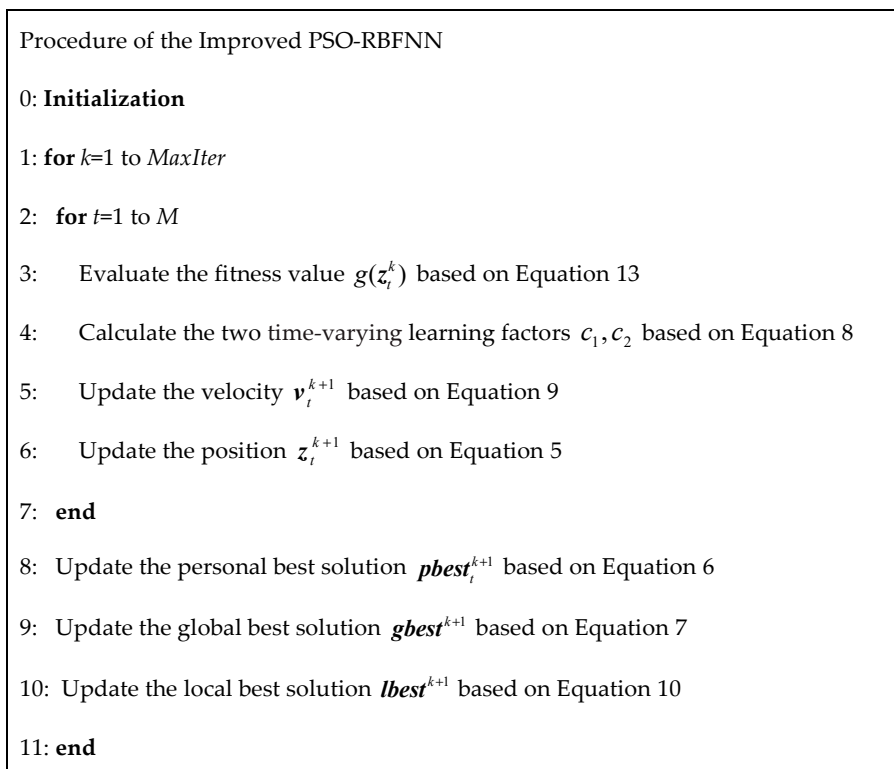 Procedure of the Improved PSO-RBFNN
0: Initialization
1: for k=1 to MaxIter
2: for t=1 to M
3: Evaluate the fitness value g(z_t^k) based on Equation 13
4: Calculate the two time-varying learning factors c_1, c_2 based on Equation 8
5: Update the velocity v_t^{k+1} based on Equation 9
6: Update the position z_t^{k+1} based on Equation 5
7: end
8: Update the personal best solution pbest_t^{k+1} based on Equation 6
9: Update the global best solution gbest^{k+1} based on Equation 7
10: Update the local best solution lbest^{k+1} based on Equation 10
11: end